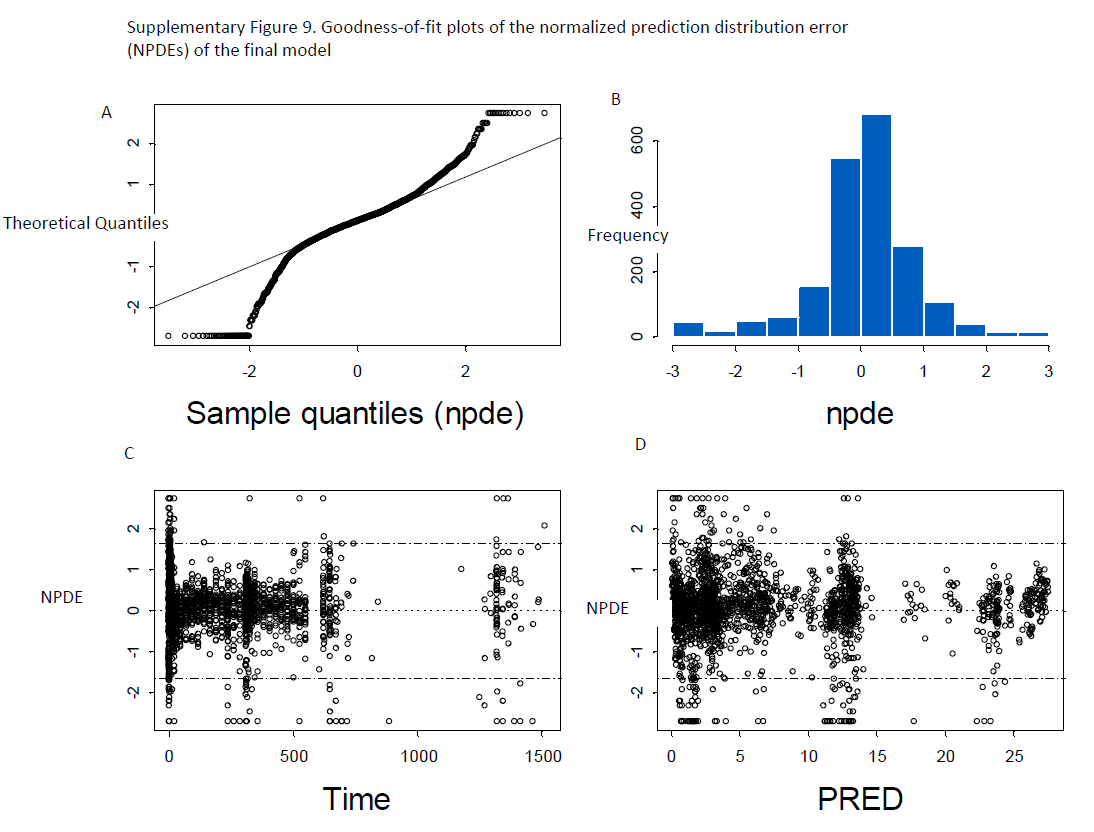 Supplementary Figure 9. Goodness-of-fit plots of the normalized prediction distribution error
(NPDEs) of the final model
A
2
1
Theoretical Quantiles
-1
-2
-2 0 2
Sample quantiles (npde)
B
600
400
Frequency
200
0
-3 -2 -1 0 1 2 3
npde
C
2
1
NPDE
0
-1
-2
0 500 1000 1500
Time
D
2
1
NPDE
0
-1
-2
0 5 10 15 20 25
PRED